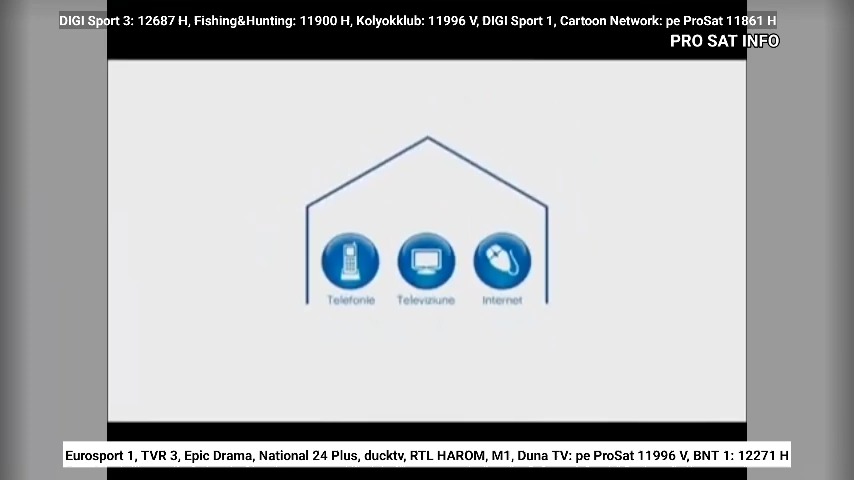 DIGI Sport 3: 12687 H, Fishing&Hunting: 11900 H, Kolyokklub: 11996 V, DIGI Sport 1, Cartoon Network: pe ProSat 11861 H
PRO SAT INFO
Telefonie Televiziune Internet
Eurosport 1, TVR 3, Epic Drama, National 24 Plus, ducktv, RTL HAROM, M1, Duna TV: pe ProSat 11996 V, BNT 1: 12271 H